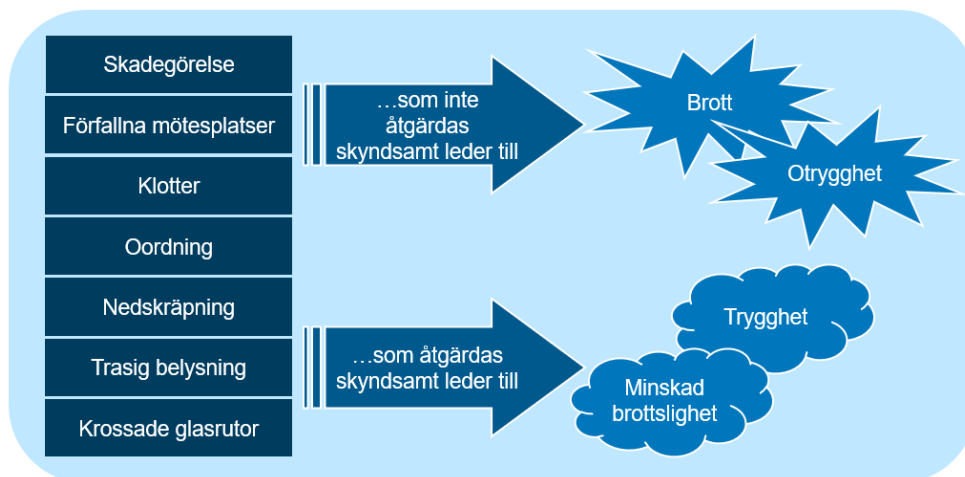 Skadegörelse
Förfallna mötesplatser
Klotter
Oordning
Nedskräpning
Trasig belysning
Krossade glasrutor
…som inte
åtgärdas
skyndsamt leder till
Brott
Otrygghet
…som åtgärdas
skyndsamt leder till
Trygghet
Minskad
brottslighet